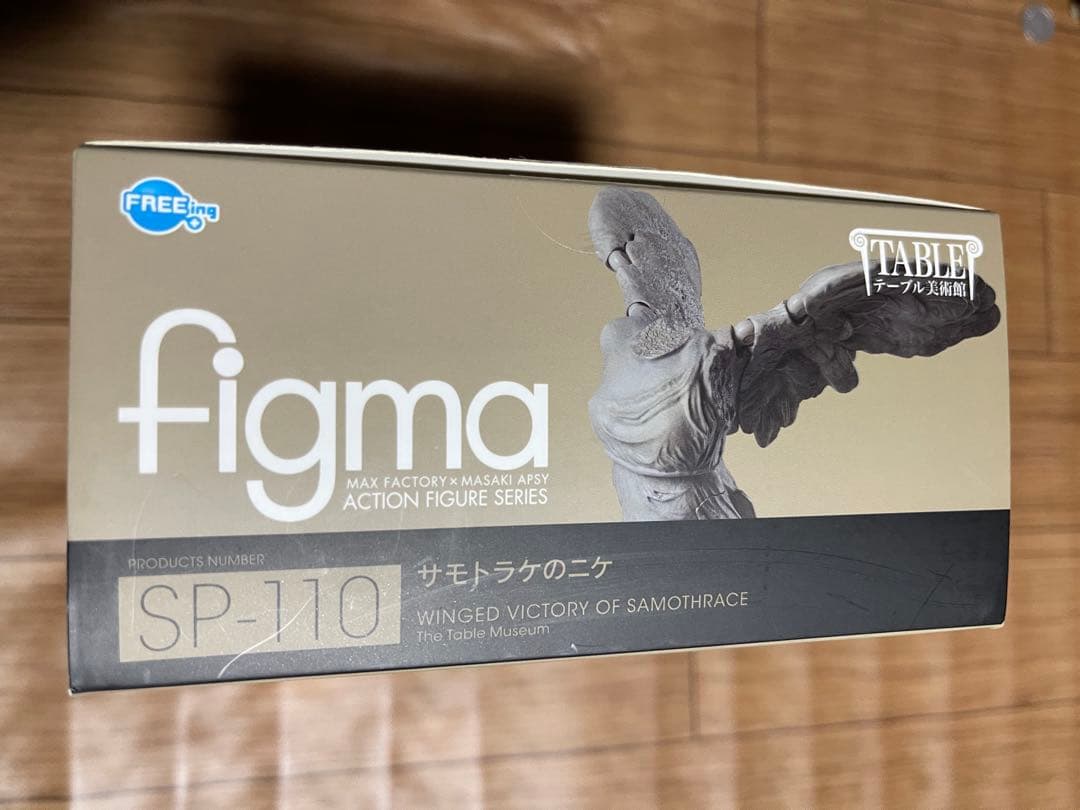 FREEing
TABLE
テーブル美術館
figma
MAX FACTORY×MASAKI APSY
ACTION FIGURE SERIES
PRODUCTS NUMBER
SP-110
サモトラケのニケ
WINGED VICTORY OF SAMOTHRACE
The Table Museum